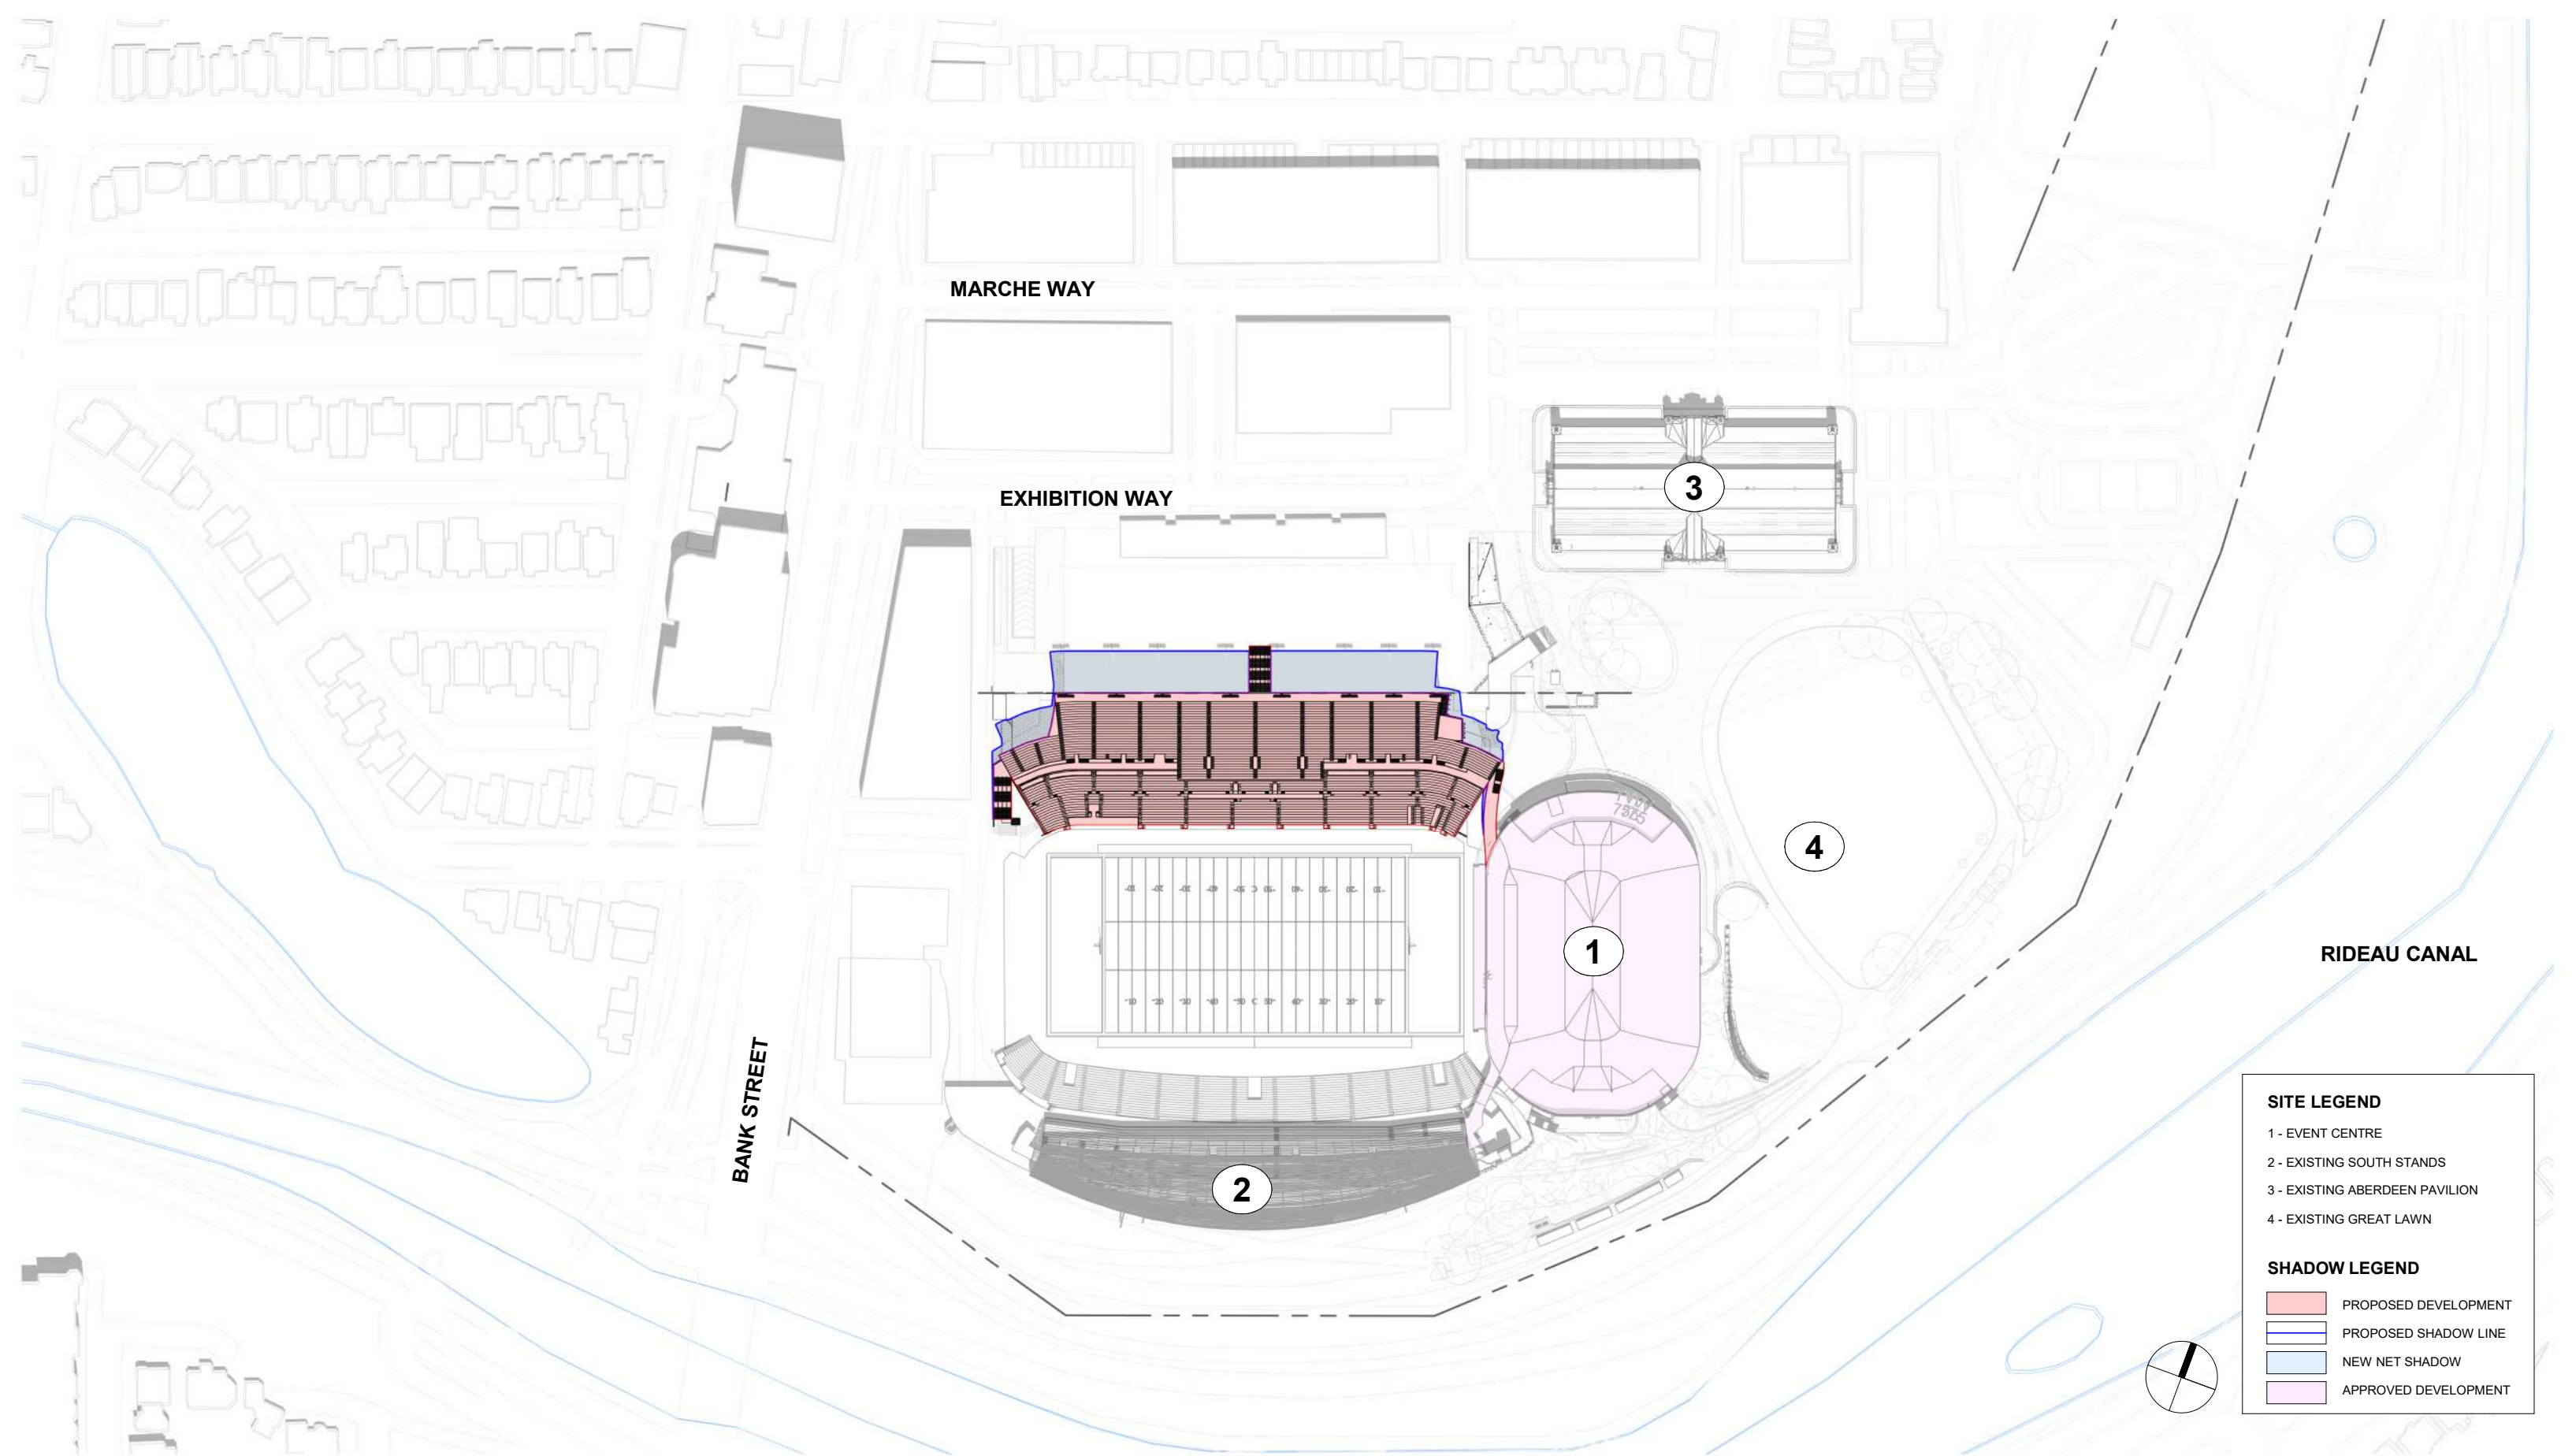 MARCHE WAY
EXHIBITION WAY
3
4
1
RIDEAU CANAL
BANK STREET
2
SITE LEGEND
1 - EVENT CENTRE
2 - EXISTING SOUTH STANDS
3 - EXISTING ABERDEEN PAVILION
4 - EXISTING GREAT LAWN
SHADOW LEGEND
PROPOSED DEVELOPMENT
PROPOSED SHADOW LINE
NEW NET SHADOW
APPROVED DEVELOPMENT